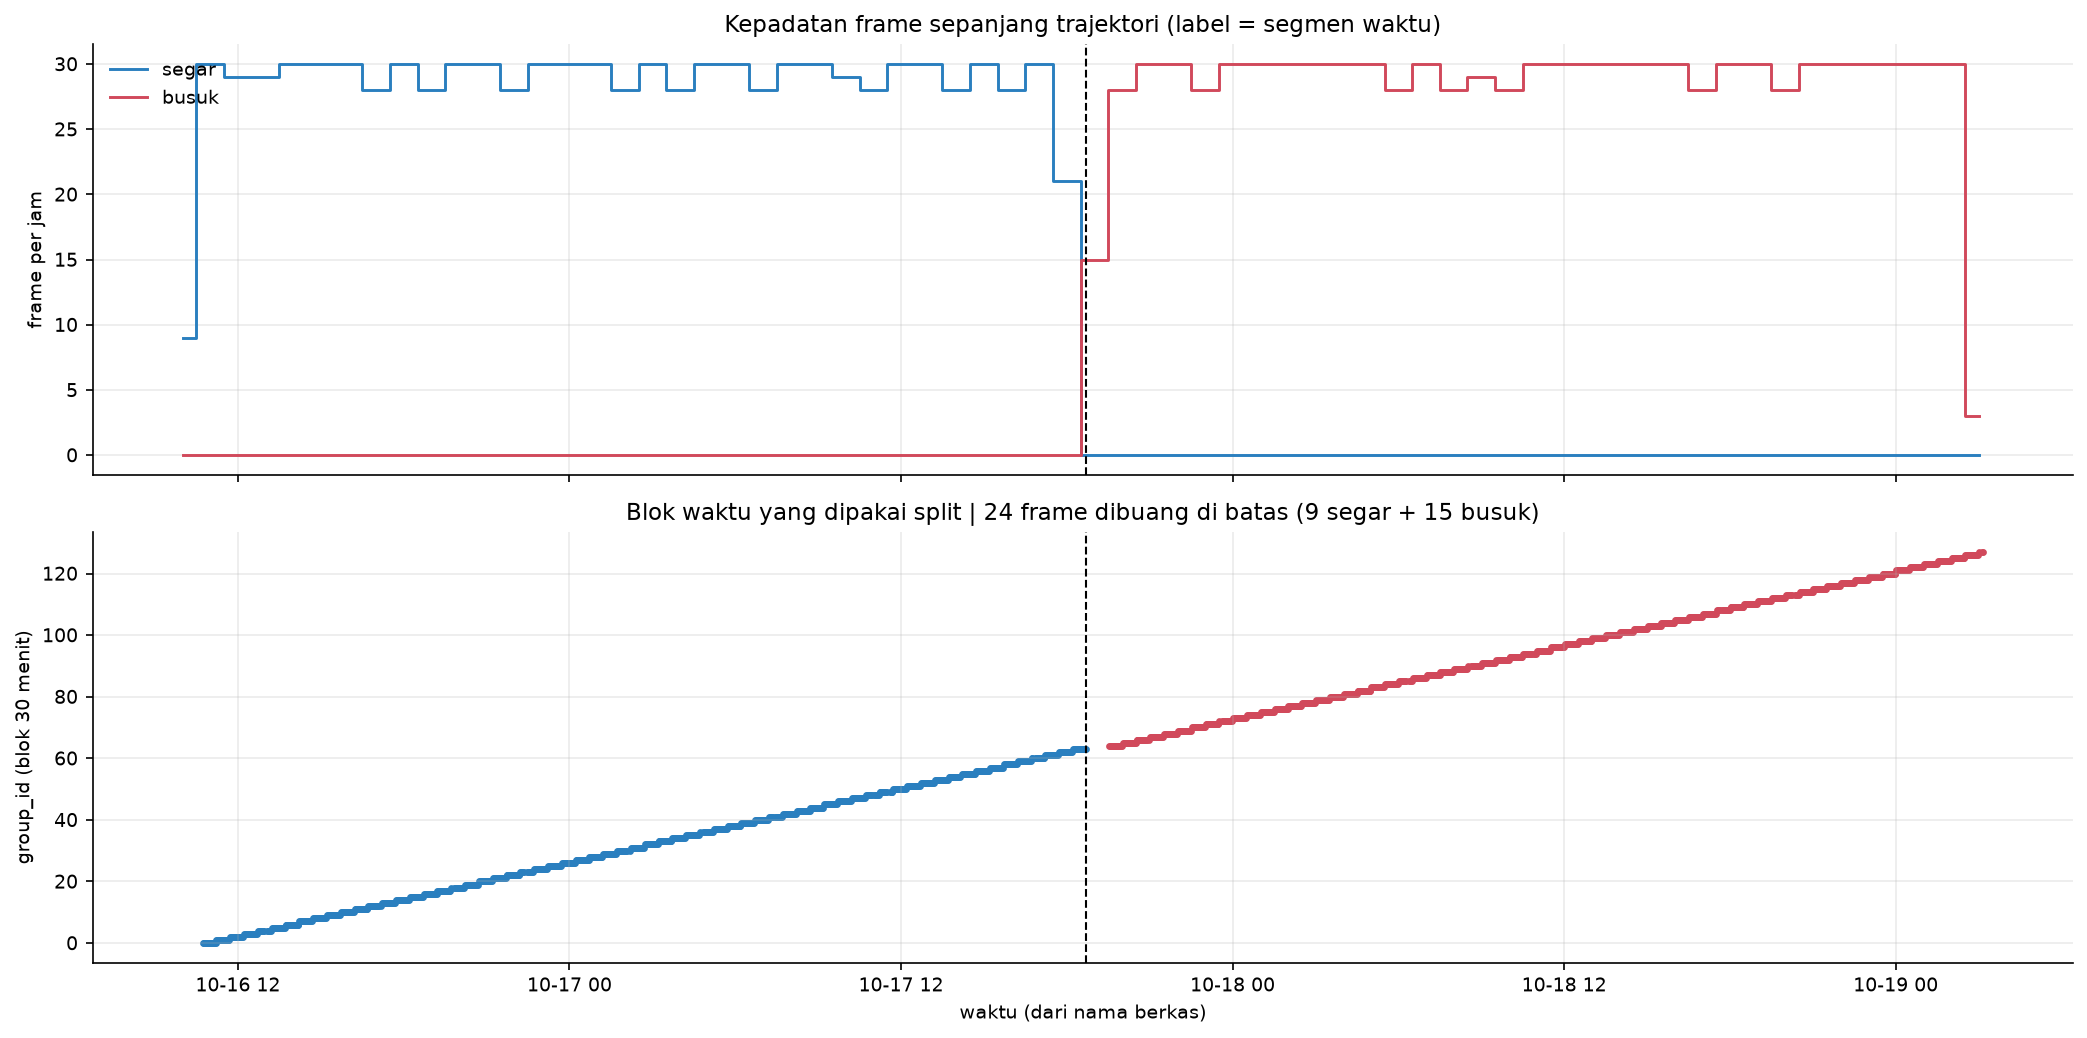 Kepadatan frame sepanjang trajektori (label = segmen waktu)
frame per jam
30
25
20
15
10
5
0
segar
busuk
Blok waktu yang dipakai split | 24 frame dibuang di batas (9 segar + 15 busuk)
group_id (blok 30 menit)
120
100
80
60
40
20
0
10-16 12
10-17 00
10-17 12
10-18 00
10-18 12
10-19 00
waktu (dari nama berkas)